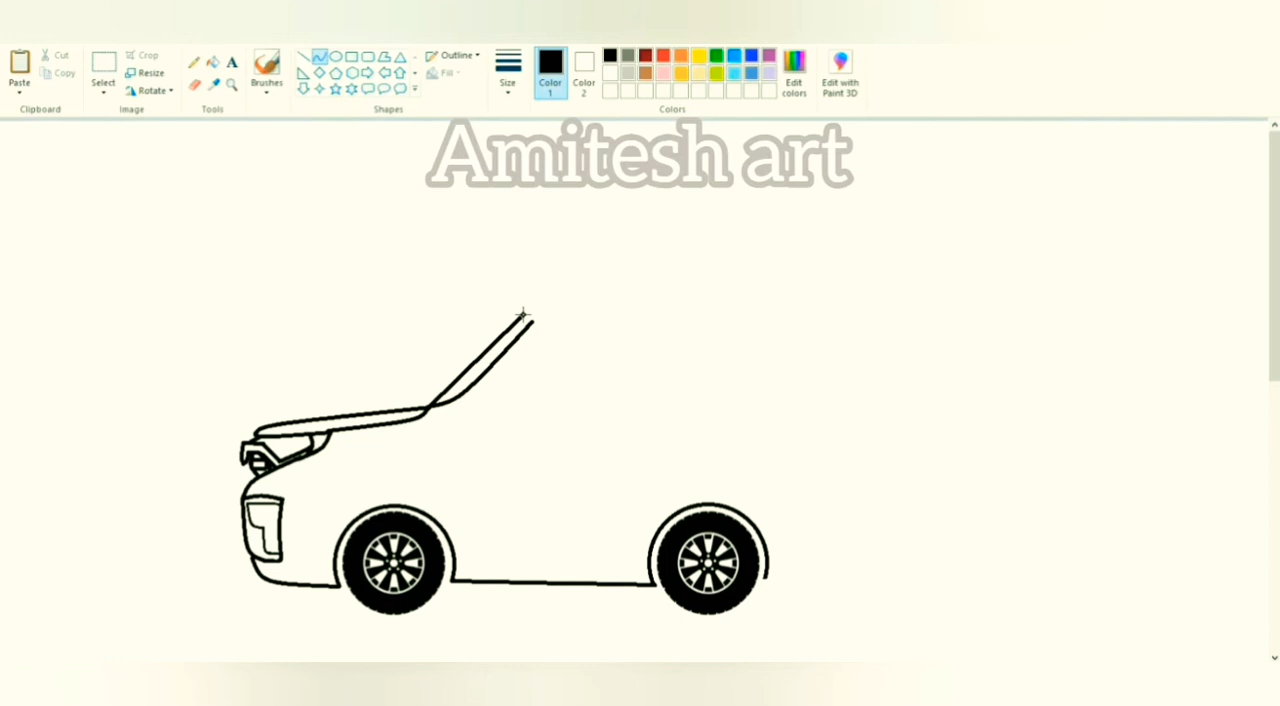 Paste
Cut
Copy
Clipboard
Select
Crop
Resize
Rotate
Image
A
Tools
Brushes
Outline
Fill
Shapes
Size
Color
1
Color
2
Edit
colors
Edit with
Paint 3D
Colors
Amitesh art